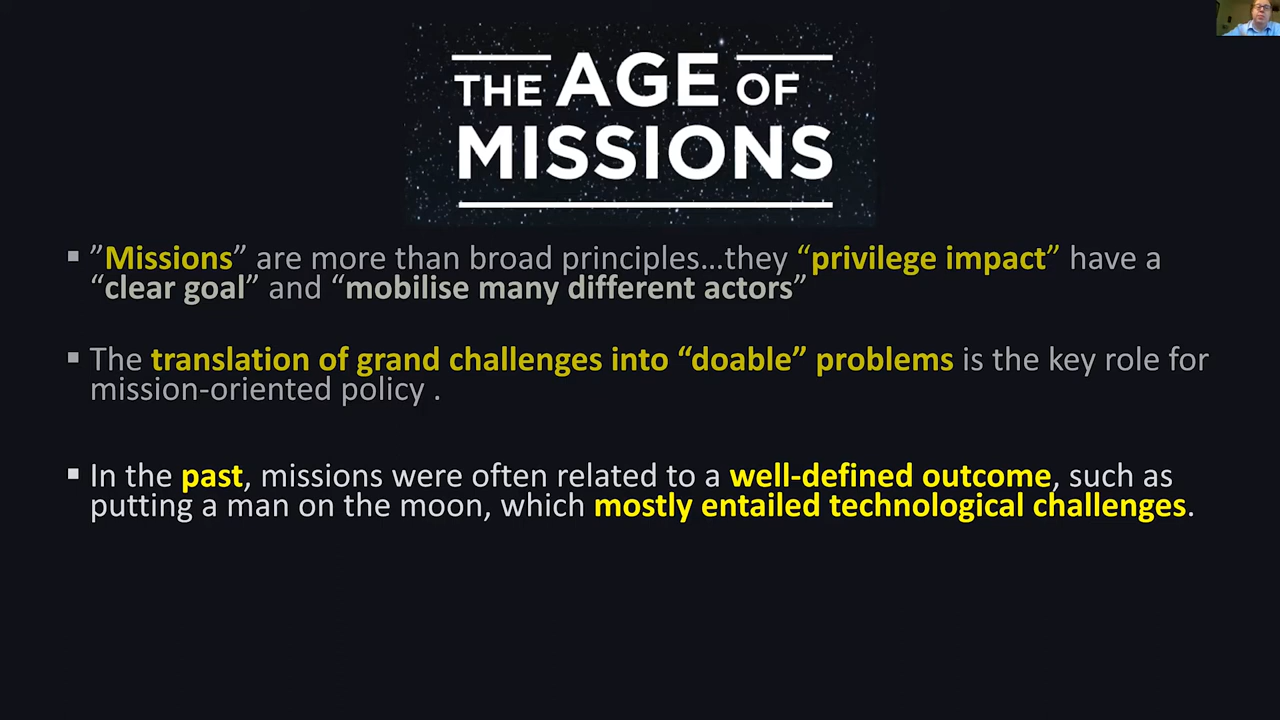 THE AGE OF
MISSIONS
▪ ”Missions” are more than broad principles…they “privilege impact” have a
“clear goal” and “mobilise many different actors”
▪ The translation of grand challenges into “doable” problems is the key role for
mission-oriented policy .
▪ In the past, missions were often related to a well-defined outcome, such as
putting a man on the moon, which mostly entailed technological challenges.